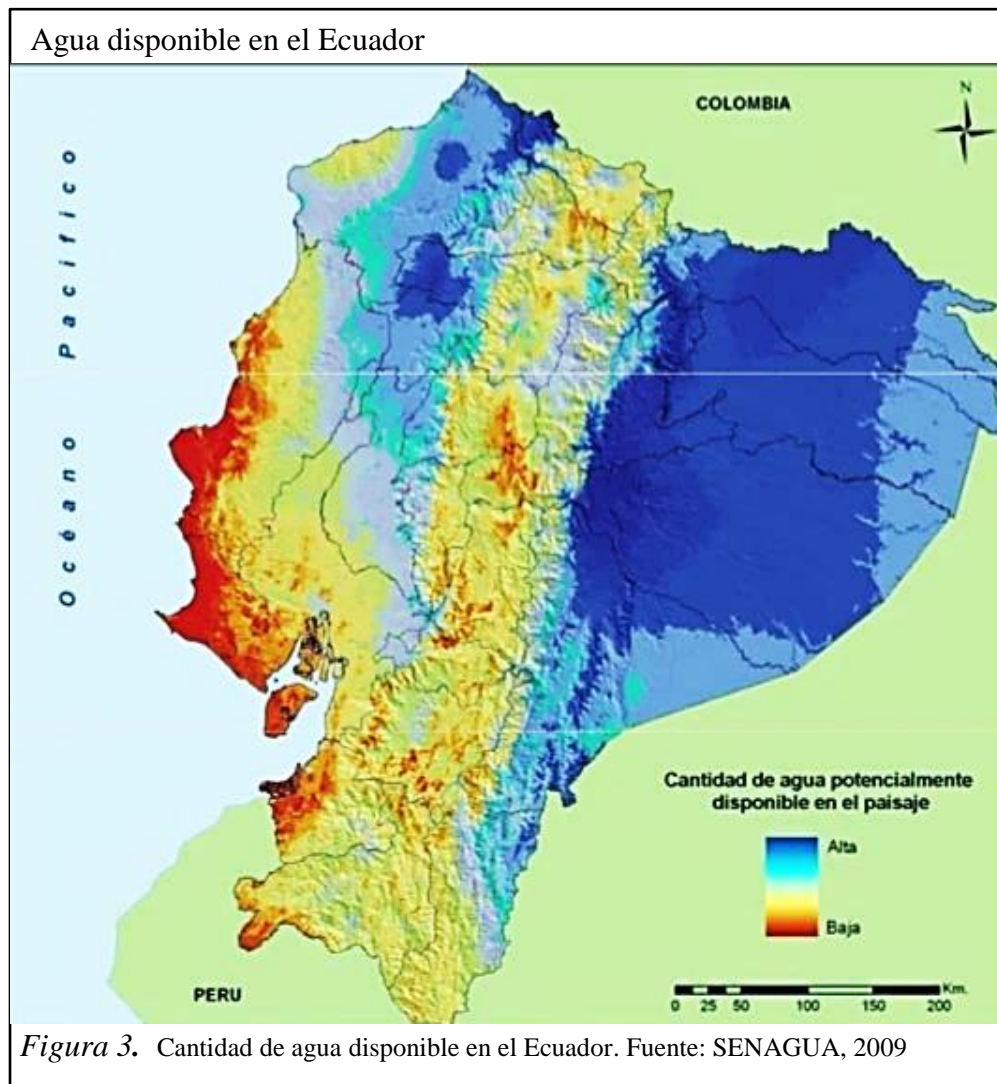 Agua disponible en el Ecuador
COLOMBIA
N
Océano Pacífico
Cantidad de agua potencialmente
disponible en el paisaje
Alta
Baja
PERU
Km.
0 25 50 100 150 200
Figura 3. Cantidad de agua disponible en el Ecuador. Fuente: SENAGUA, 2009